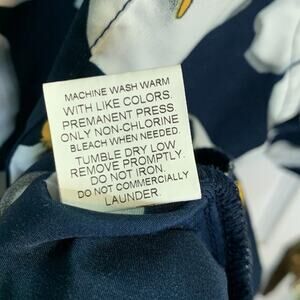 MACHINE WASH WARM
WITH LIKE COLORS.
PREMANENT PRESS
ONLY NON-CHLORINE
BLEACH WHEN NEEDED.
TUMBLE DRY LOW
REMOVE PROMPTLY.
DO NOT IRON.
DO NOT COMMERCIALLY
LAUNDER.